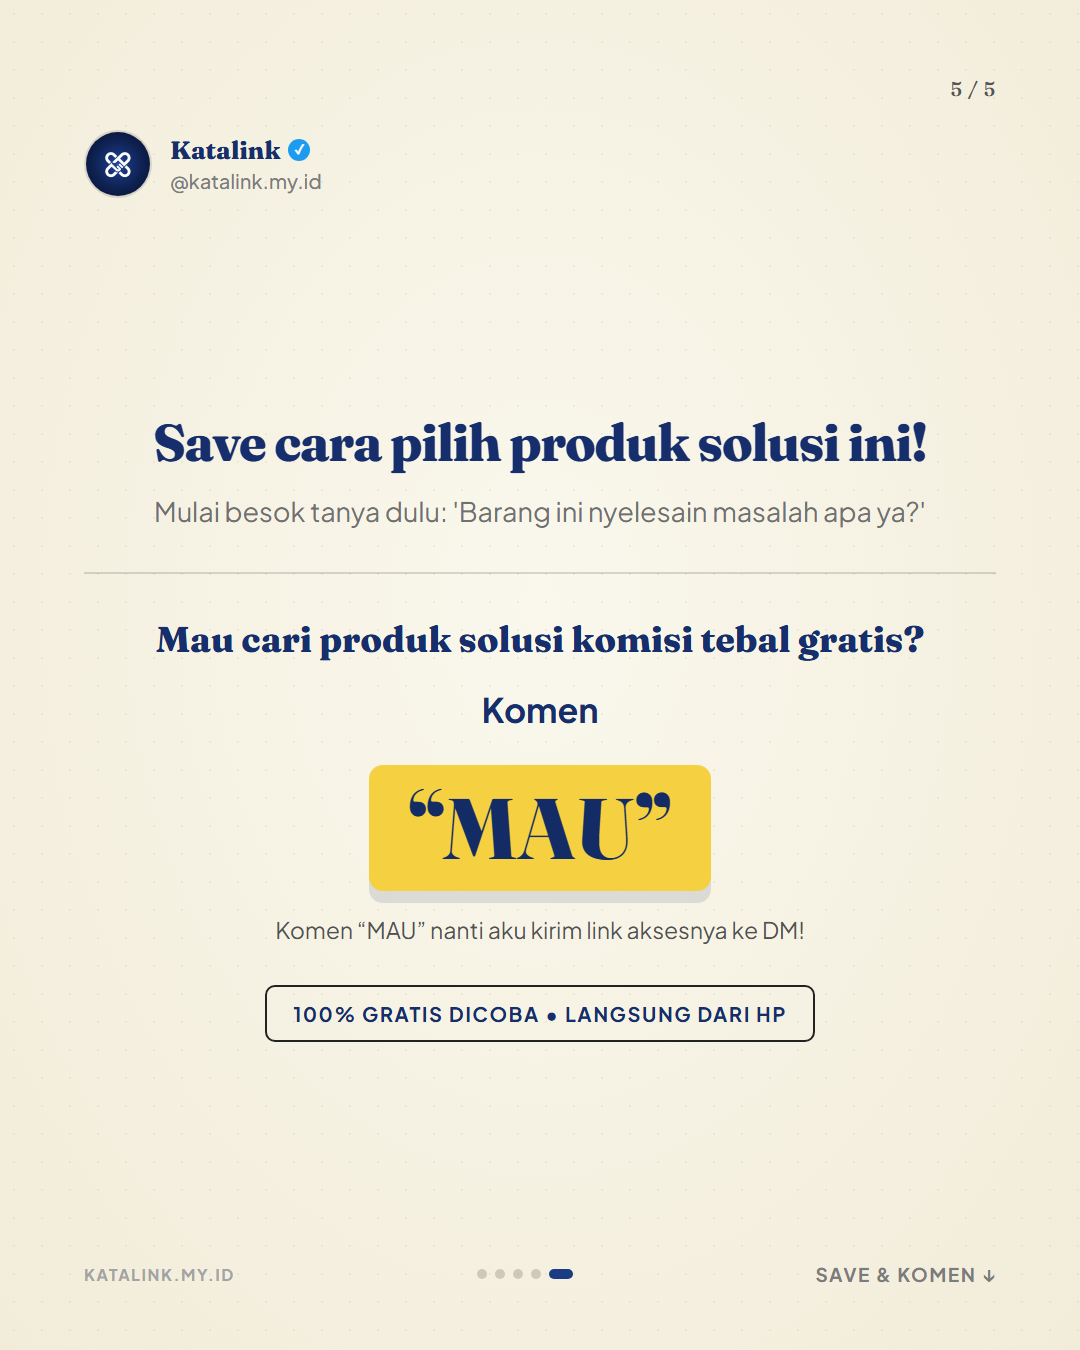 5 / 5
Katalink
@katalink.my.id
Save cara pilih produk solusi ini!
Mulai besok tanya dulu: 'Barang ini nyelesain masalah apa ya?'
Mau cari produk solusi komisi tebal gratis?
Komen
“MAU”
Komen “MAU” nanti aku kirim link aksesnya ke DM!
100% GRATIS DICOBA • LANGSUNG DARI HP
KATALINK.MY.ID
SAVE & KOMEN ↓